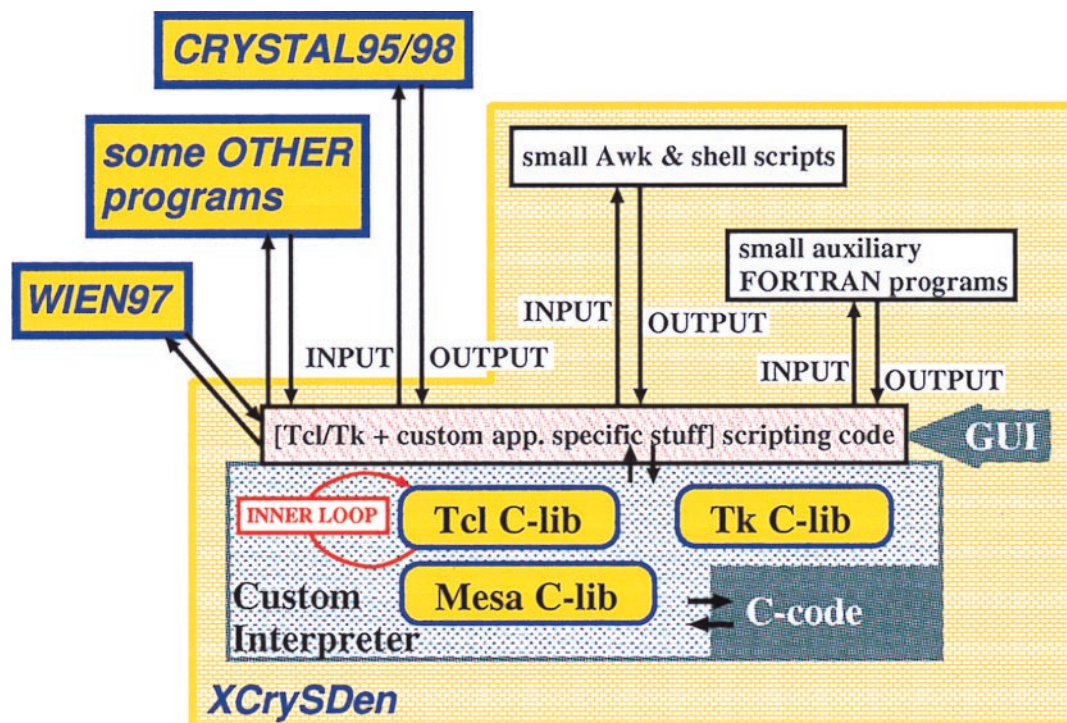 CRYSTAL95/98
some OTHER
programs
small Awk & shell scripts
small auxiliary
FORTRAN programs
WIEN97
INPUT
OUTPUT
INPUT
OUTPUT
INPUT
OUTPUT
[Tcl/Tk + custom app. specific stuff] scripting code
GUI
INNER LOOP
Tcl C-lib
Tk C-lib
Mesa C-lib
Custom
Interpreter
C-code
XCrySDen